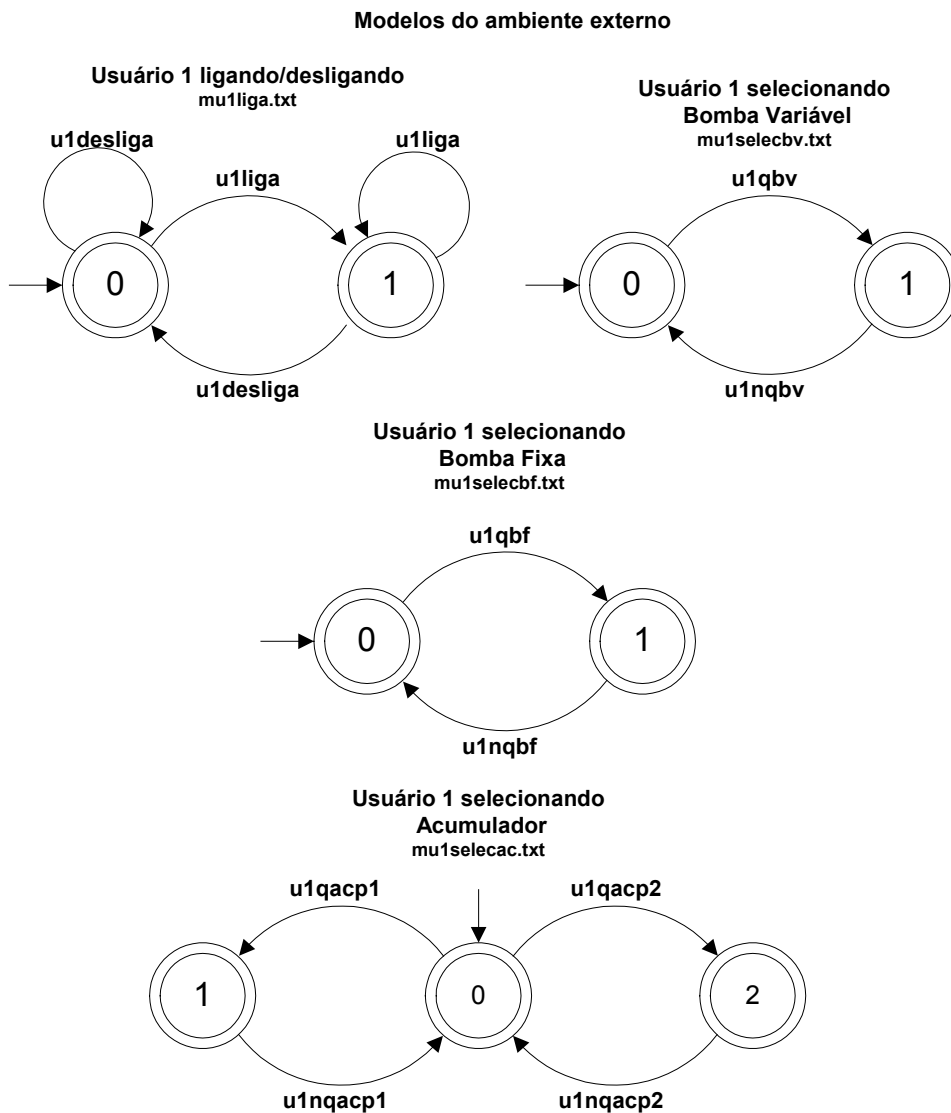 Modelos do ambiente externo
Usuário 1 ligando/desligando
mu1liga.txt
u1desliga
u1liga
u1liga
0
1
u1desliga
Usuário 1 selecionando
Bomba Variável
mu1selecbv.txt
u1qbv
0
1
u1nqbv
Usuário 1 selecionando
Bomba Fixa
mu1selecbf.txt
u1qbf
0
1
u1nqbf
Usuário 1 selecionando
Acumulador
mu1selecac.txt
u1qacp1
u1qacp2
1
0
2
u1nqacp1
u1nqacp2